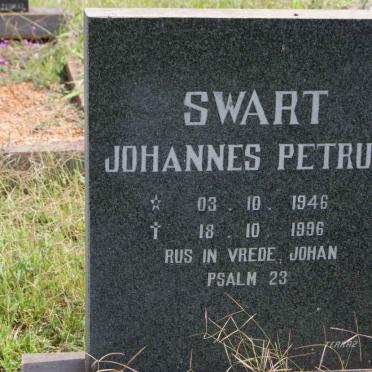 SWART
JOHANNES PETRU
☆ 03 . 10 . 1946
✝ 18 . 10 . 1996
RUS IN VREDE, JOHAN
PSALM 23